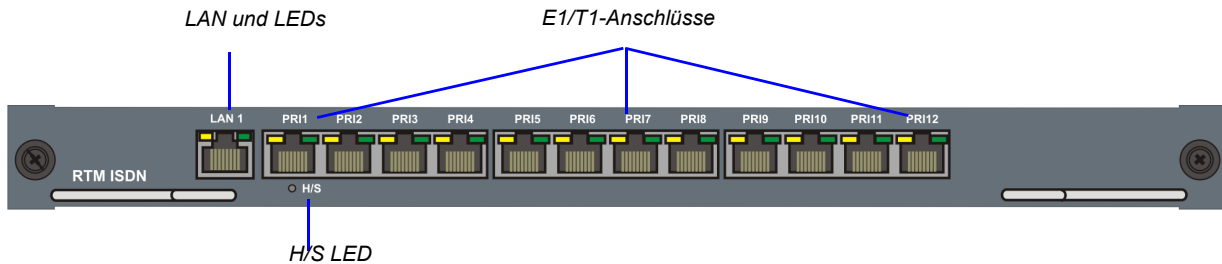 LAN und LEDs
E1/T1-Anschlüsse
LAN 1 PRI1 PRI2 PRI3 PRI4 PRI5 PRI6 PRI7 PRI8 PRI9 PRI10 PRI11 PRI12
RTM ISDN
H/S
H/S LED